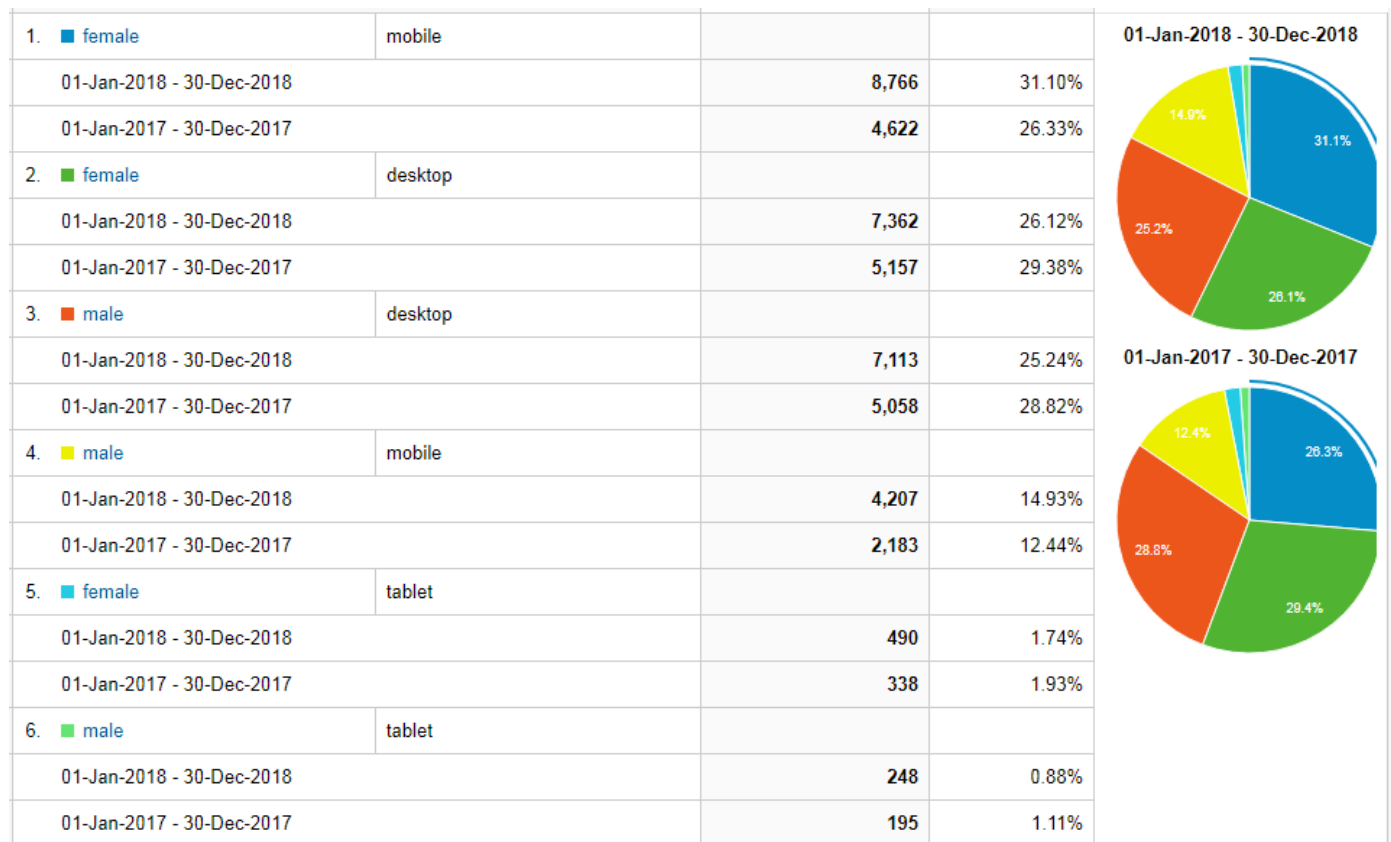 1. female mobile
01-Jan-2018 - 30-Dec-2018 8,766 31.10%
01-Jan-2017 - 30-Dec-2017 4,622 26.33%
2. female desktop
01-Jan-2018 - 30-Dec-2018 7,362 26.12%
01-Jan-2017 - 30-Dec-2017 5,157 29.38%
3. male desktop
01-Jan-2018 - 30-Dec-2018 7,113 25.24%
01-Jan-2017 - 30-Dec-2017 5,058 28.82%
4. male mobile
01-Jan-2018 - 30-Dec-2018 4,207 14.93%
01-Jan-2017 - 30-Dec-2017 2,183 12.44%
5. female tablet
01-Jan-2018 - 30-Dec-2018 490 1.74%
01-Jan-2017 - 30-Dec-2017 338 1.93%
6. male tablet
01-Jan-2018 - 30-Dec-2018 248 0.88%
01-Jan-2017 - 30-Dec-2017 195 1.11%
01-Jan-2018 - 30-Dec-2018
14.9%
31.1%
25.2%
26.1%
01-Jan-2017 - 30-Dec-2017
12.4%
26.3%
28.8%
29.4%